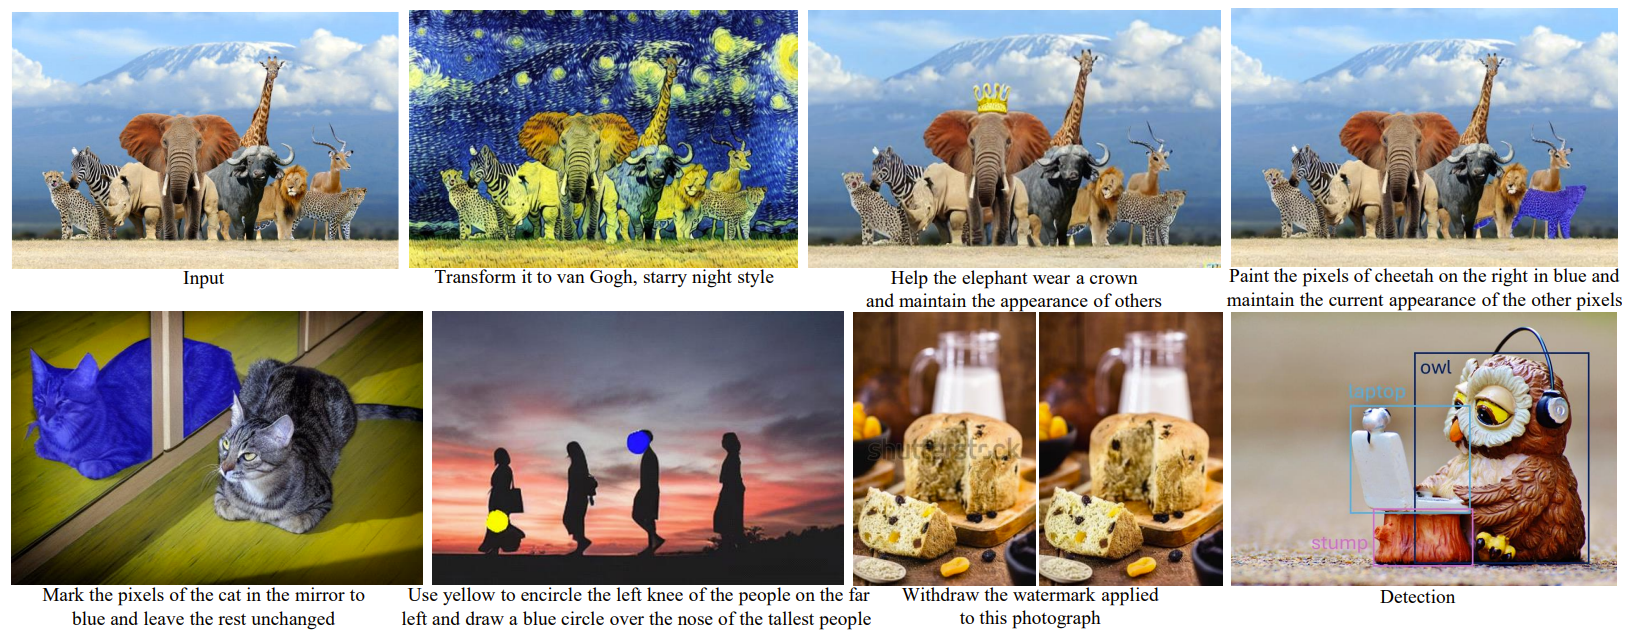 Input
Transform it to van Gogh, starry night style
Help the elephant wear a crown
and maintain the appearance of others
Paint the pixels of cheetah on the right in blue and
maintain the current appearance of the other pixels
shutterstock
owl
laptop
stump
Mark the pixels of the cat in the mirror to
blue and leave the rest unchanged
Use yellow to encircle the left knee of the people on the far
left and draw a blue circle over the nose of the tallest people
Withdraw the watermark applied
to this photograph
Detection